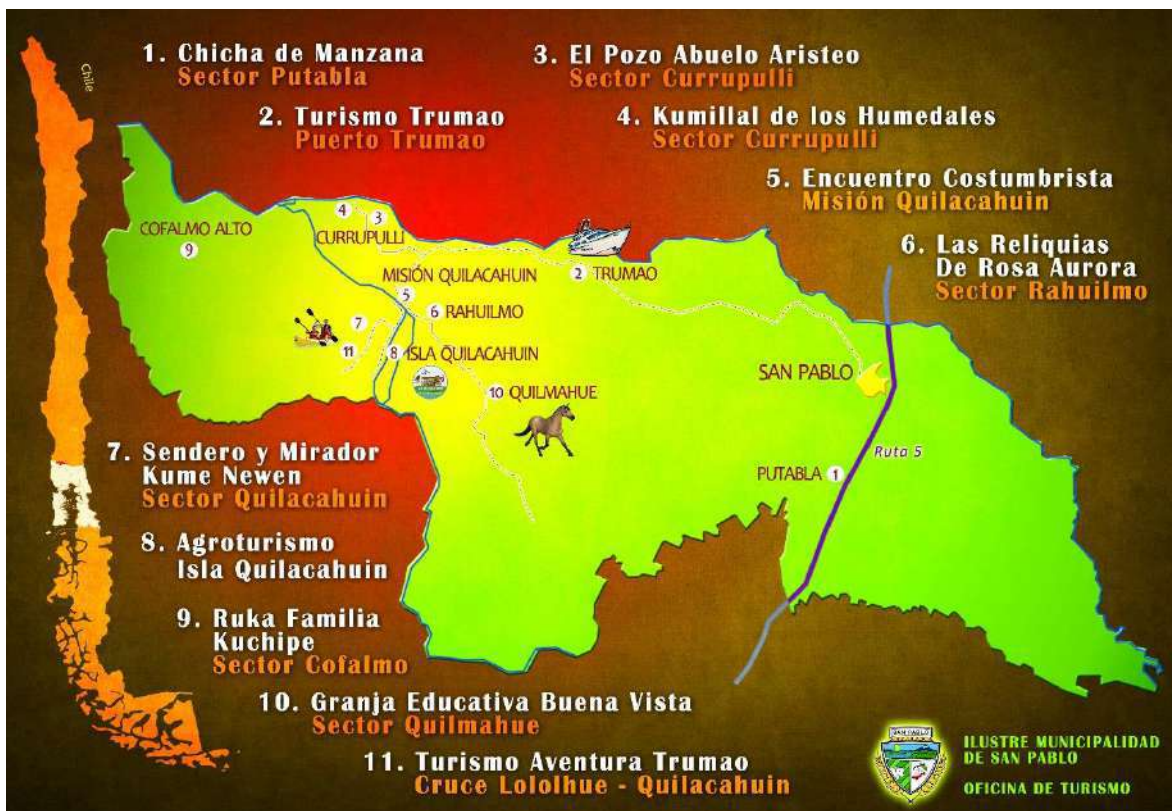 Chile
1. Chicha de Manzana
Sector Putabla
2. Turismo Trumao
Puerto Trumao
3. El Pozo Abuelo Aristeo
Sector Currupulli
4. Kumillal de los Humedales
Sector Currupulli
5. Encuentro Costumbrista
Misión Quilacahuin
6. Las Reliquias
De Rosa Aurora
Sector Rahuilmo
COFALMO ALTO
9
4
3
CURRUPULLI
MISIÓN QUILACAHUIN
5
2 TRUMAO
6 RAHUILMO
7
11
8 ISLA QUILACAHUIN
10 QUILMAHUE
SAN PABLO
Ruta 5
PUTABLA 1
7. Sendero y Mirador
Kume Newen
Sector Quilacahuin
8. Agroturismo
Isla Quilacahuin
9. Ruka Familia
Kuchipe
Sector Cofalmo
10. Granja Educativa Buena Vista
Sector Quilmahue
11. Turismo Aventura Trumao
Cruce Lololhue - Quilacahuin
SAN PABLO
ILUSTRE MUNICIPALIDAD
DE SAN PABLO
OFICINA DE TURISMO